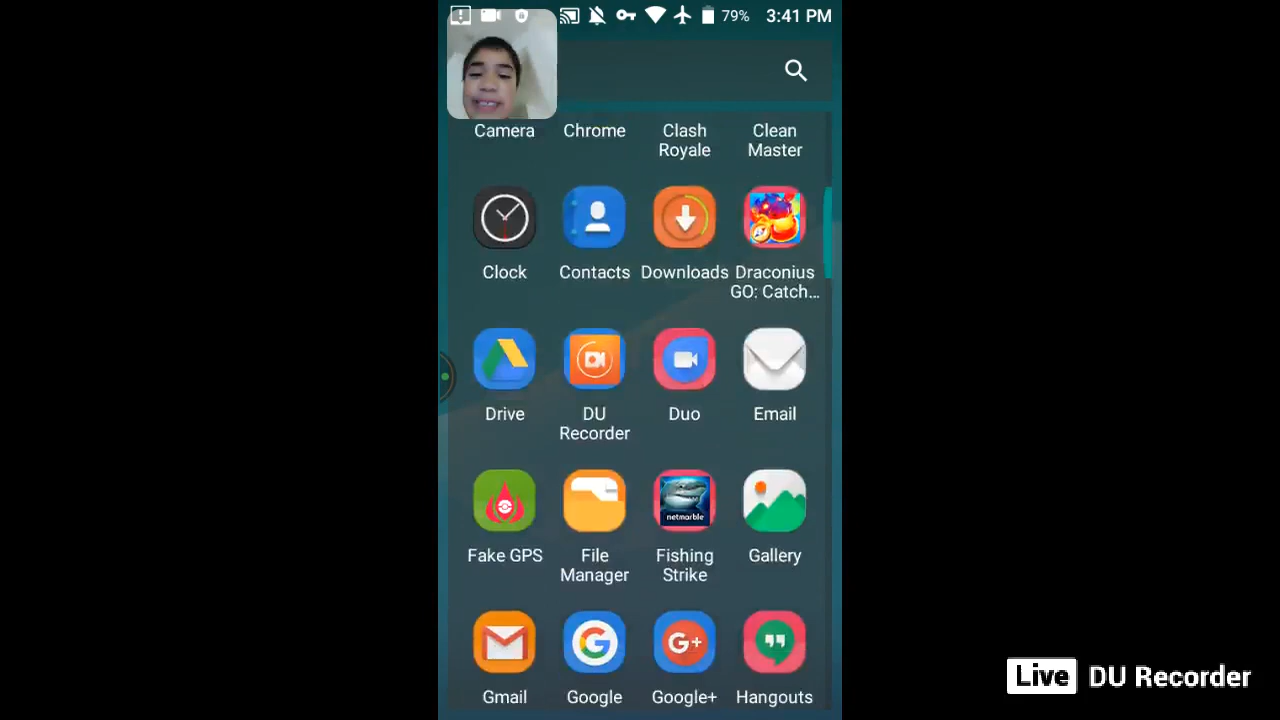 79% 3:41 PM
Camera Chrome Clash Royale Clean Master
Clock Contacts Downloads Draconius GO: Catch...
Drive DU Recorder Duo Email
netmarble
Fake GPS File Manager Fishing Strike Gallery
G+
Gmail Google Google+ Hangouts
Live DU Recorder